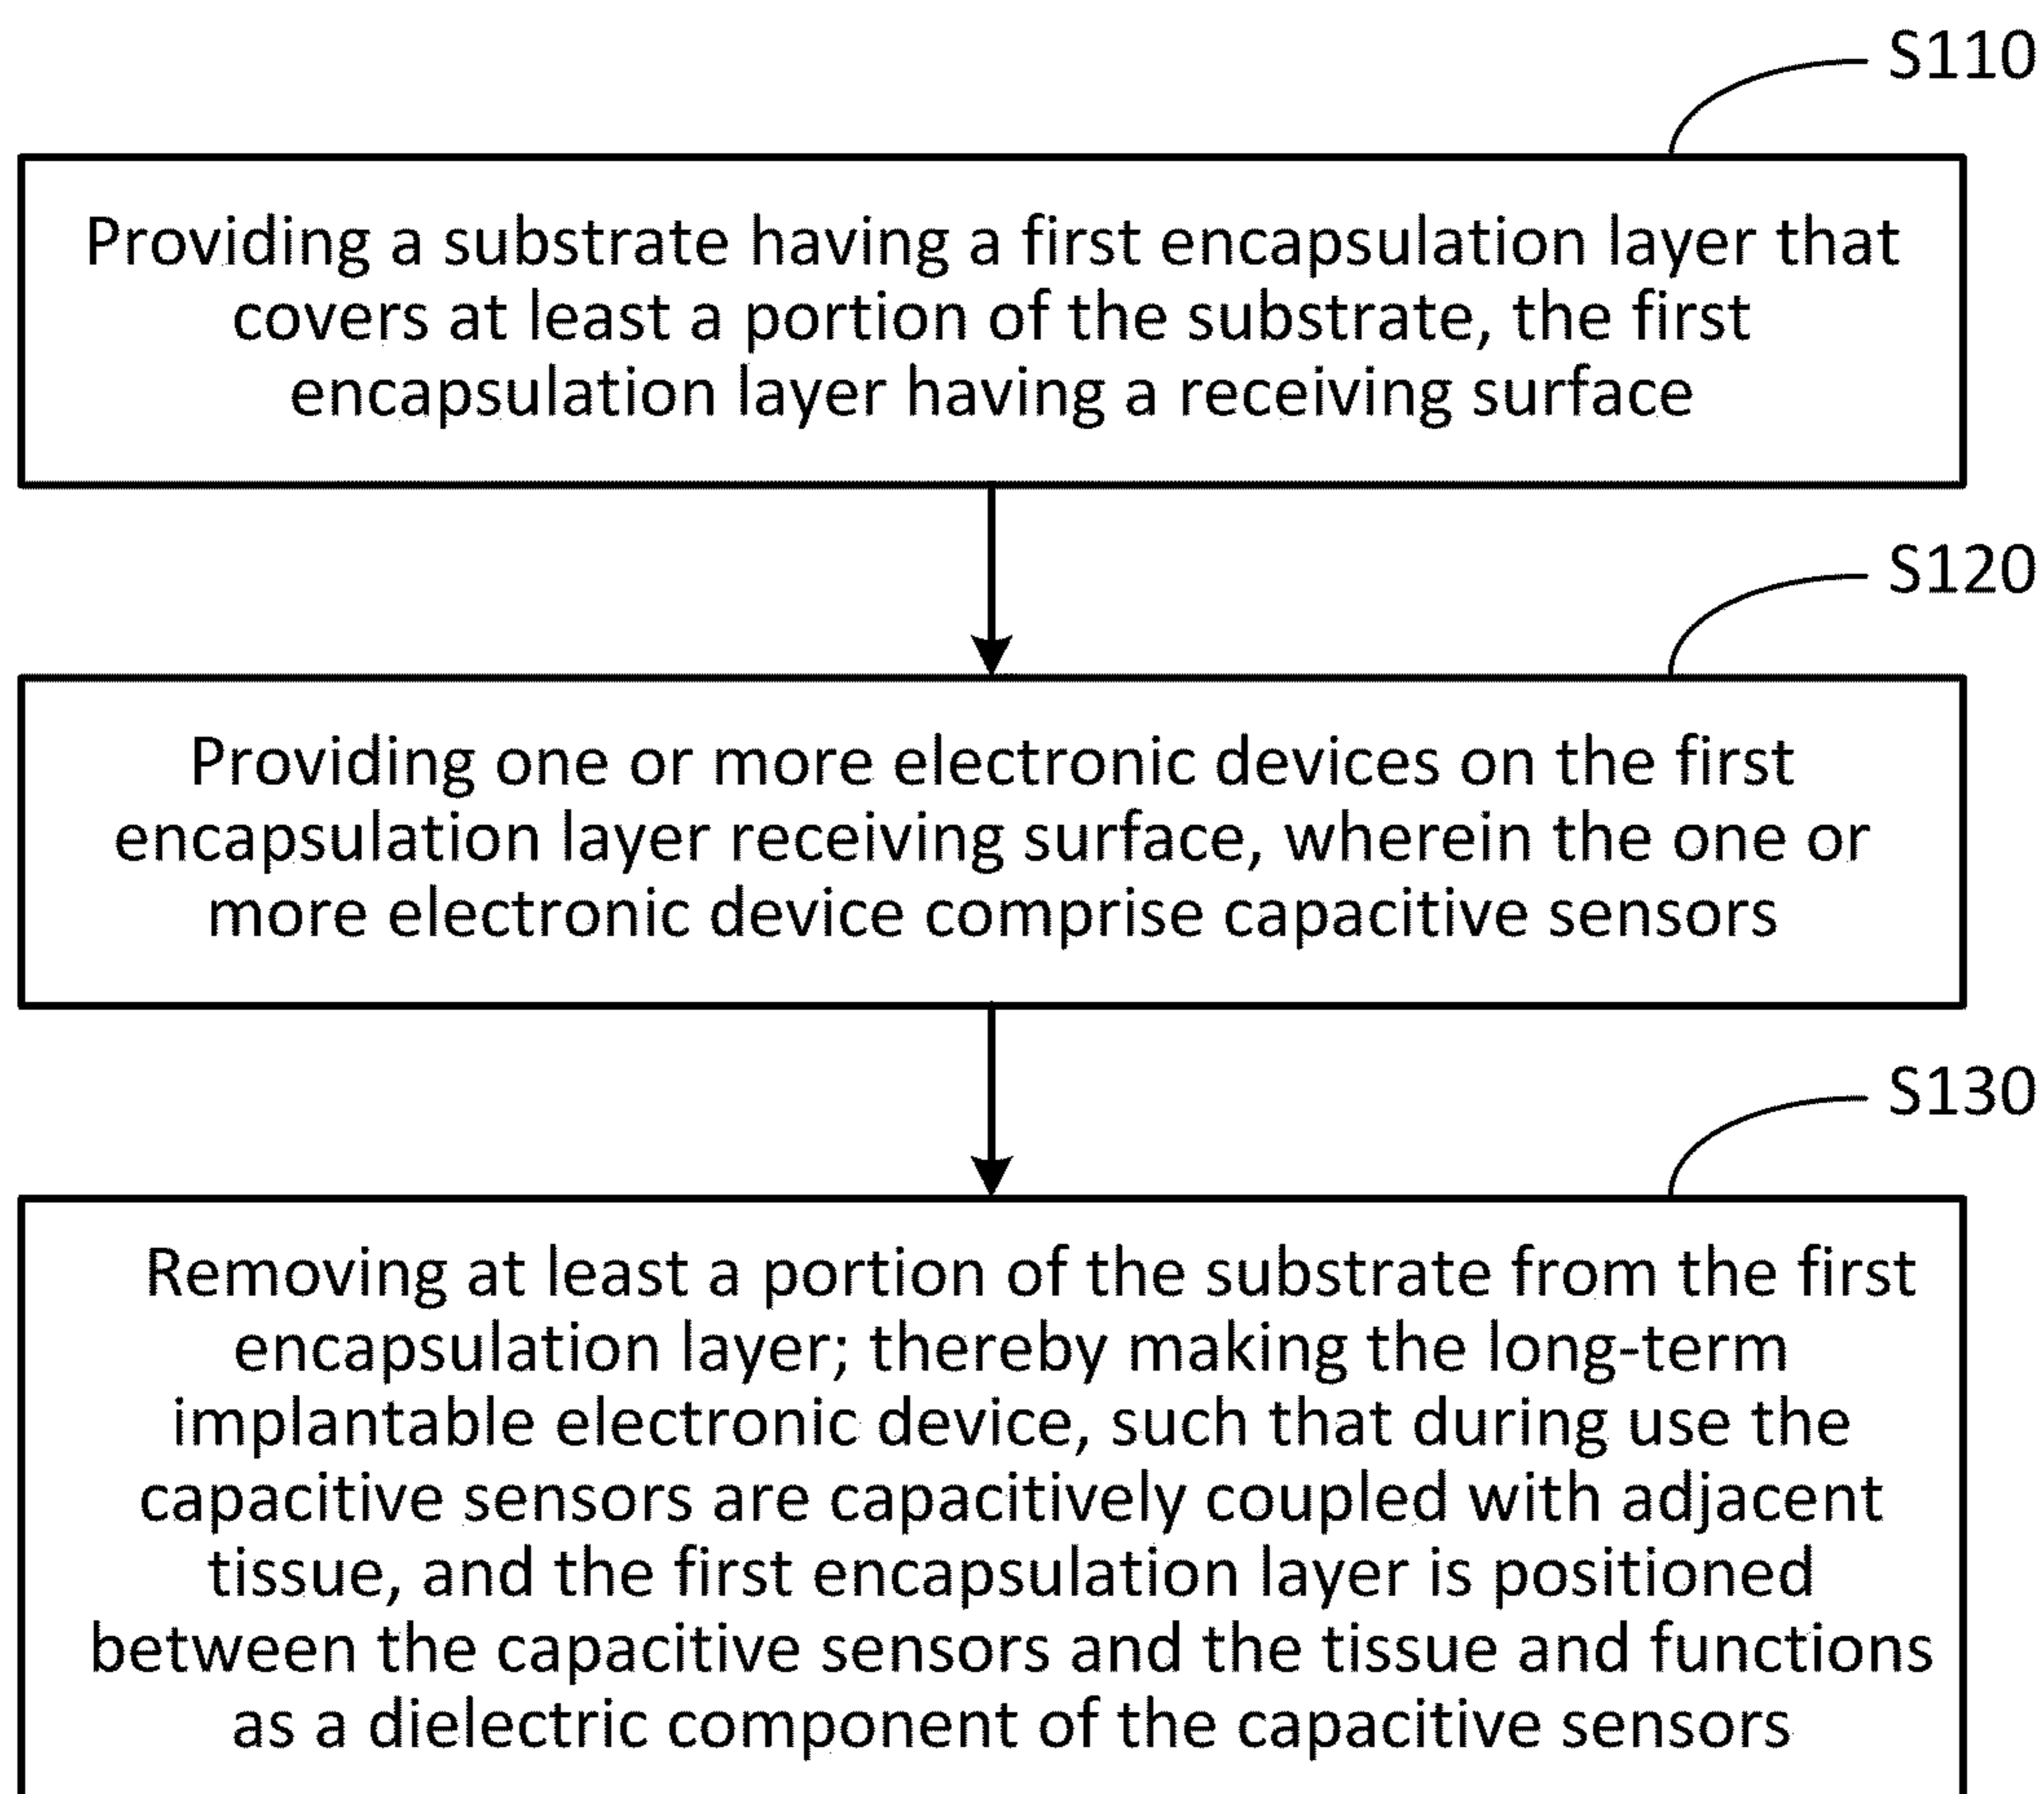 S110
Providing a substrate having a first encapsulation layer that
covers at least a portion of the substrate, the first
encapsulation layer having a receiving surface
S120
Providing one or more electronic devices on the first
encapsulation layer receiving surface, wherein the one or
more electronic device comprise capacitive sensors
S130
Removing at least a portion of the substrate from the first
encapsulation layer; thereby making the long-term
implantable electronic device, such that during use the
capacitive sensors are capacitively coupled with adjacent
tissue, and the first encapsulation layer is positioned
between the capacitive sensors and the tissue and functions
as a dielectric component of the capacitive sensors